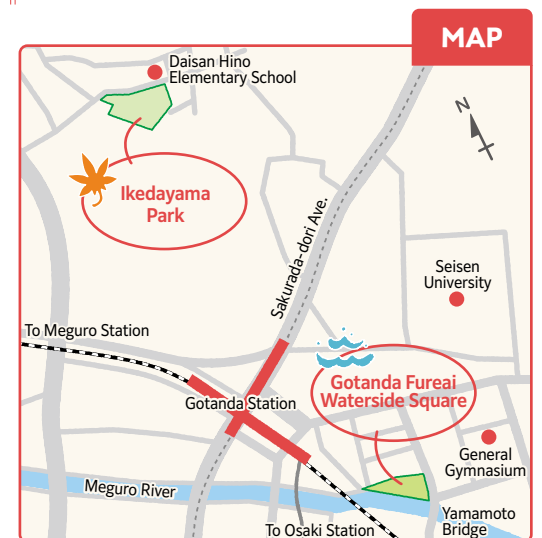 MAP
Daisan Hino
Elementary School
N
Ikedayama
Park
Sakurada-dori Ave.
Seisen
University
To Meguro Station
Gotanda Fureai
Waterside Square
Gotanda Station
General
Gymnasium
Meguro River
Yamamoto
Bridge
To Osaki Station